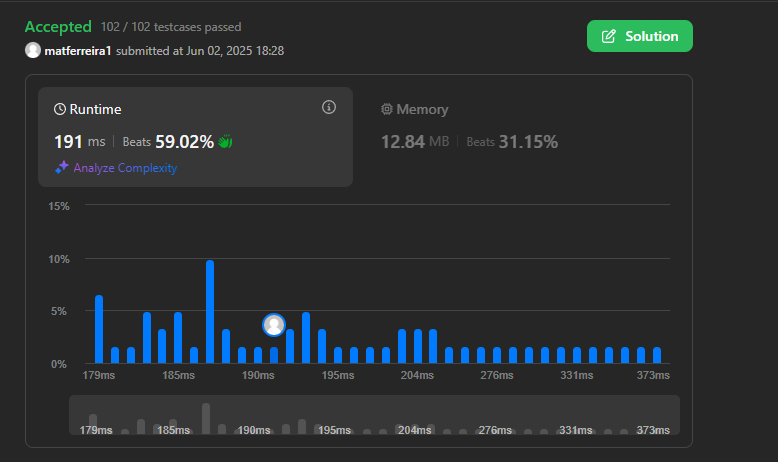 Accepted 102 / 102 testcases passed
Solution
matferreira1 submitted at Jun 02, 2025 18:28
Runtime
191 ms | Beats 59.02%
Analyze Complexity
Memory
12.84 MB | Beats 31.15%
15%
10%
5%
0%
179ms 185ms 190ms 195ms 204ms 276ms 331ms 373ms
179ms 185ms 190ms 195ms 204ms 276ms 331ms 373ms